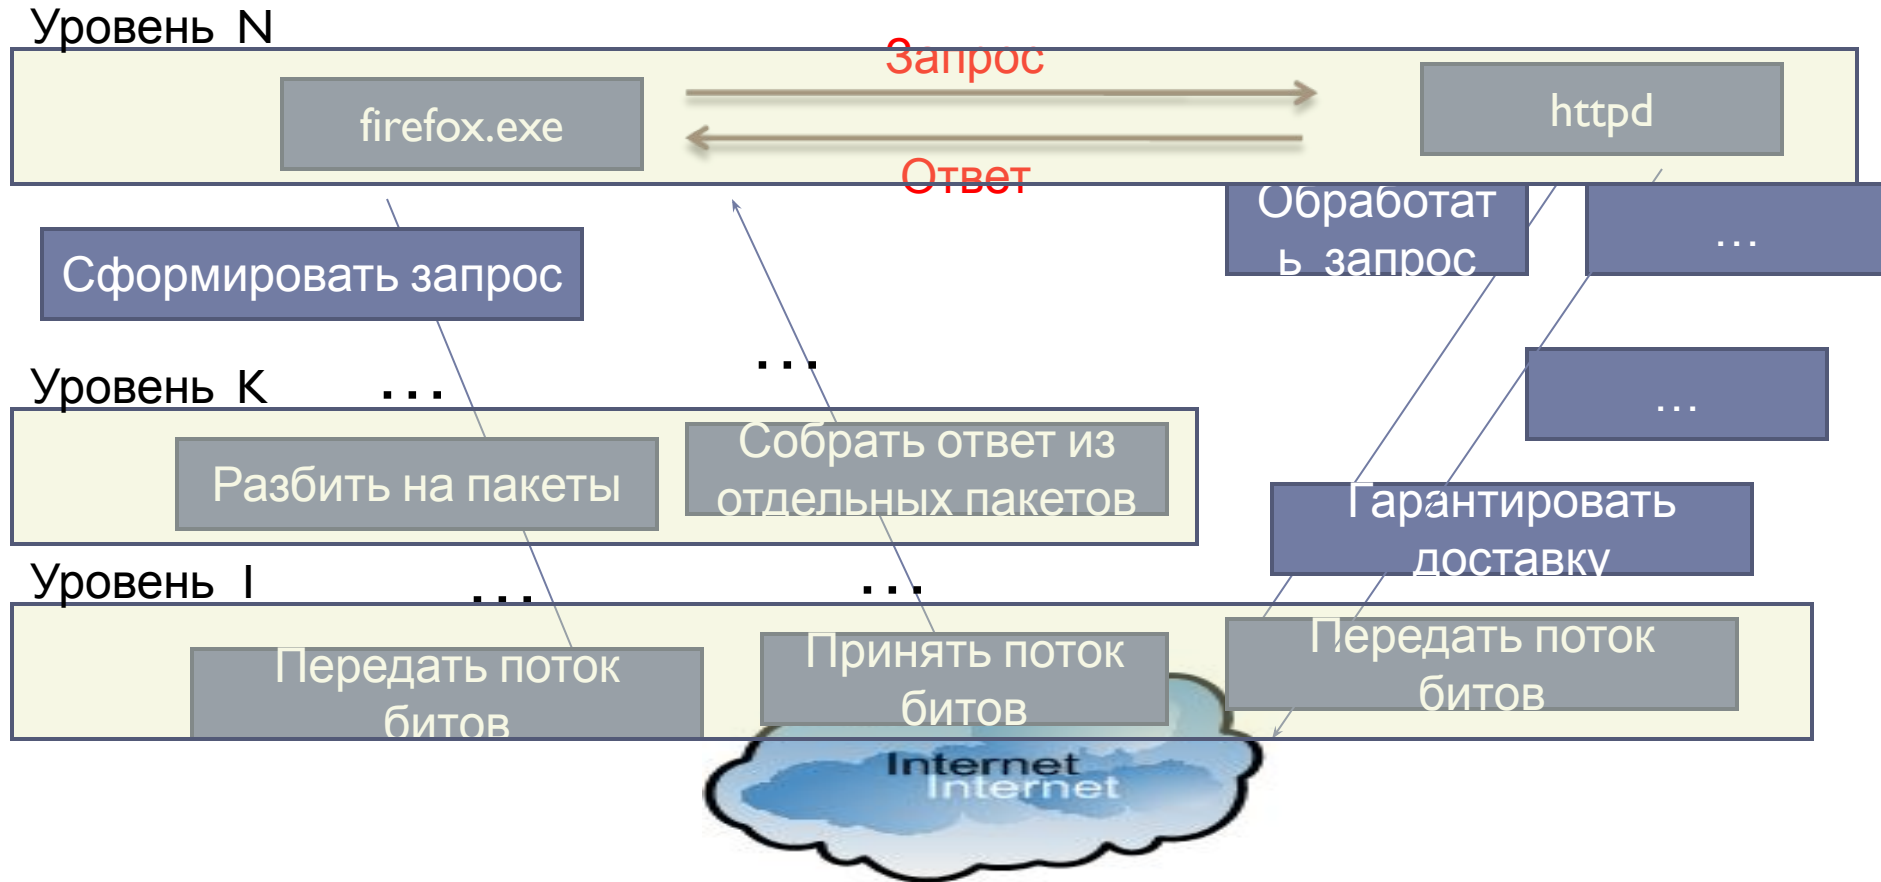 Уровень N
Запрос
firefox.exe
httpd
Ответ
Обработат
ь запрос
…
Сформировать запрос
…
Уровень K
…
…
Собрать ответ из
отдельных пакетов
Разбить на пакеты
Гарантировать
доставку
Уровень I
…
…
Передать поток
битов
Принять поток
битов
Передать поток
битов
Internet
Internet